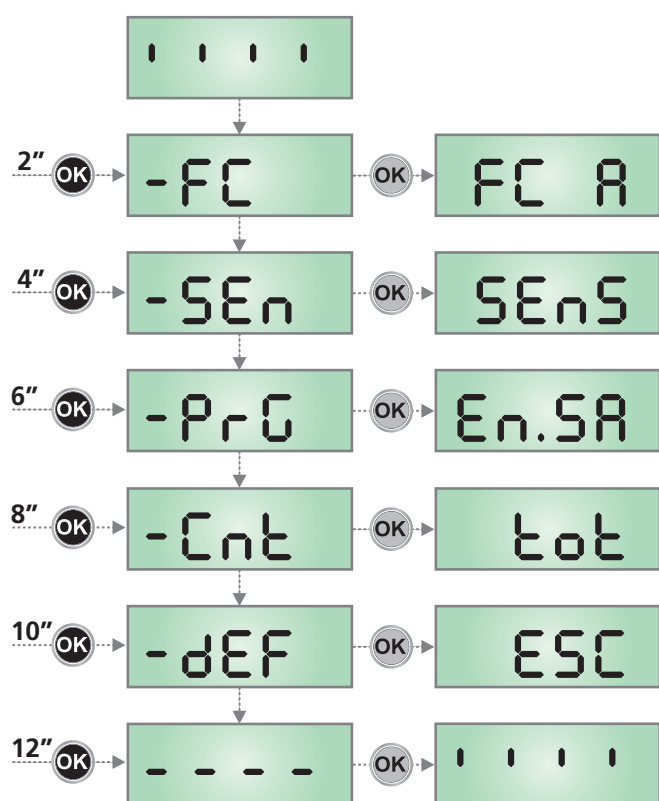 ı ı ı ı
2” OK -FC OK FC A
4” OK -SEn OK SEnS
6” OK -PrG OK En.SA
8” OK -Cnt OK tot
10” OK -dEF OK ESC
12” OK - - - - OK ı ı ı ı